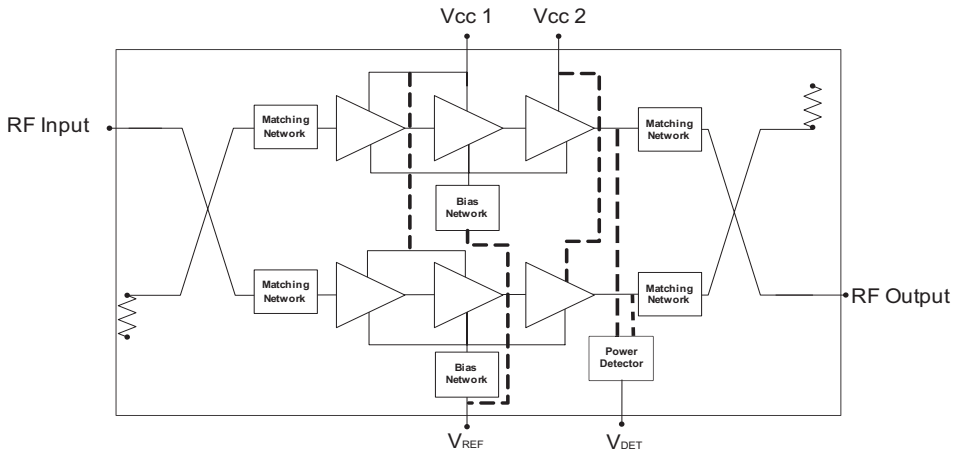 Vcc 1
Vcc 2
RF Input
Matching
Network
Matching
Network
Bias
Network
Matching
Network
Matching
Network
RF Output
Bias
Network
Power
Detector
VREF
VDET